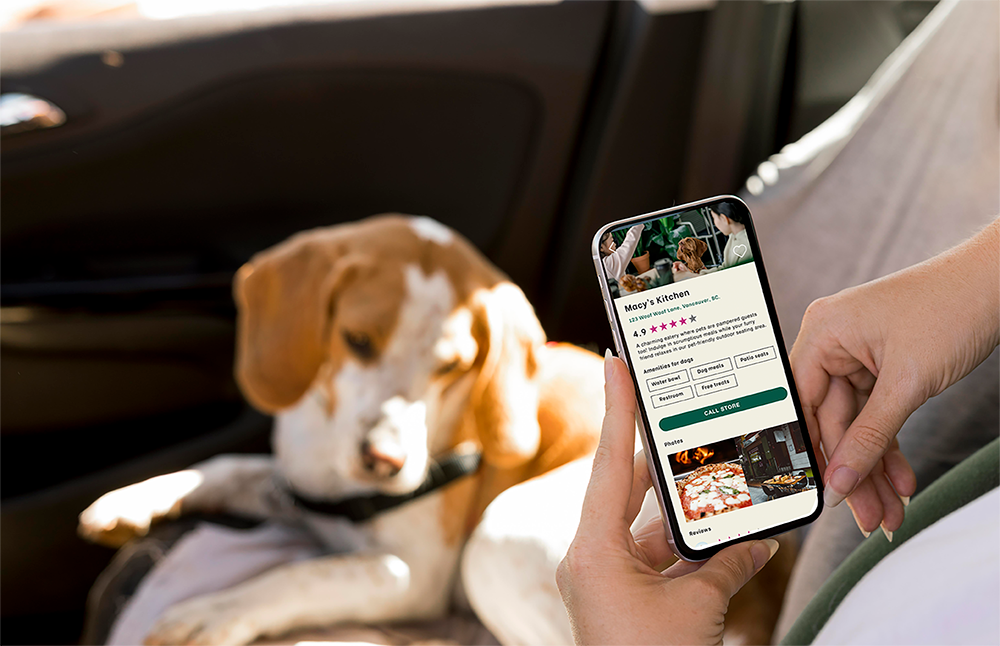 Macy's Kitchen
123 Woof Woof Lane, Vancouver, BC.
4.9 ★★★★★
A charming eatery where pets are pampered guests
too! Indulge in scrumptious meals while your furry
friend relaxes in our pet-friendly outdoor seating area.
Amenities for dogs
Water bowl Dog meals Patio seats
Restroom Free treats
CALL STORE
Photos
Reviews